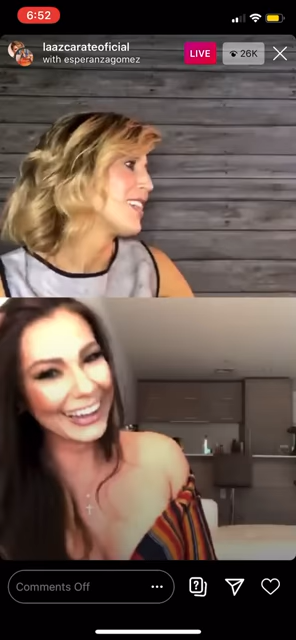 6:52
laazcarateoficial
with esperanzagomez
LIVE
26K
Comments Off